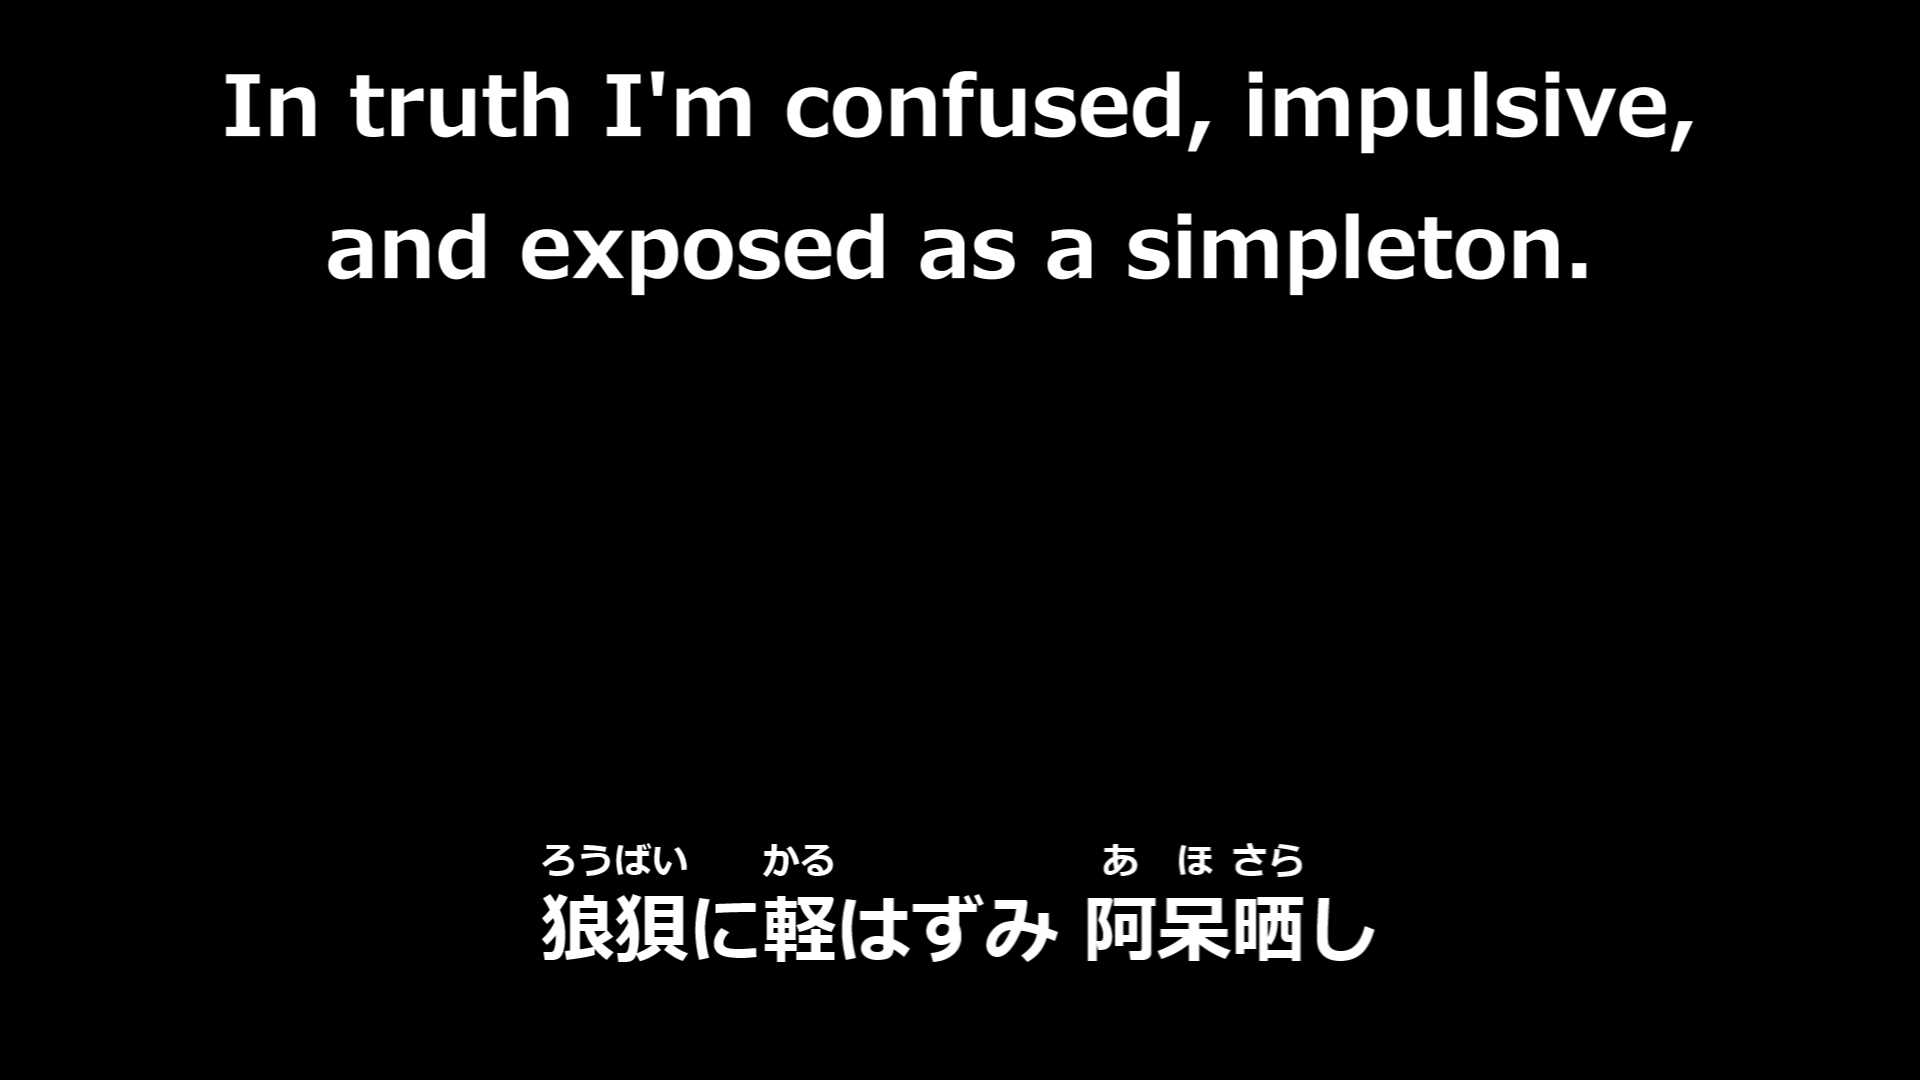 In truth I'm confused, impulsive,
and exposed as a simpleton.
ろうばい かる あ ほ さら
狼狽に軽はずみ 阿呆晒し